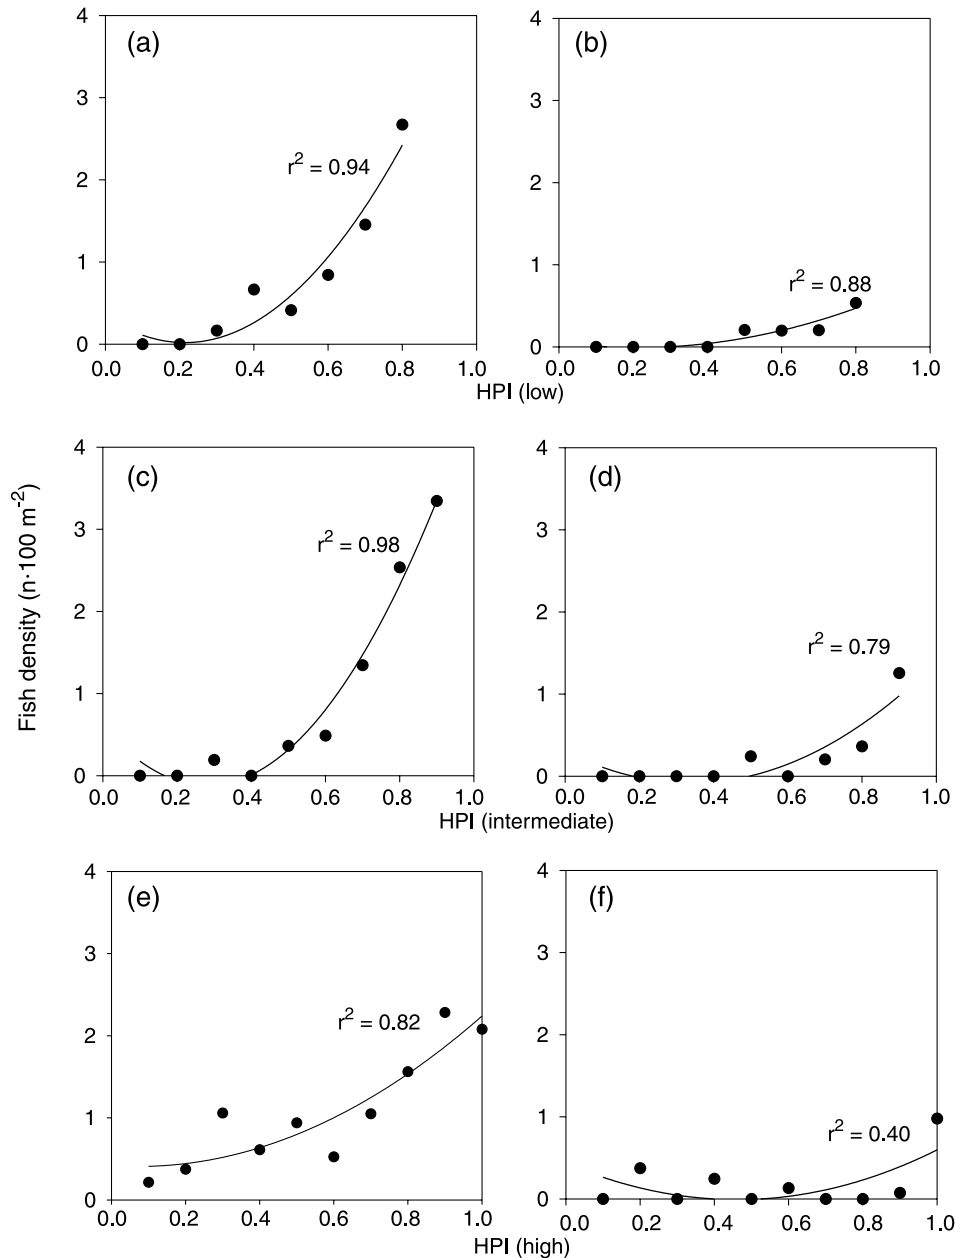 (a)
(b)
4
3
2
1
0
r² = 0.94
0.0 0.2 0.4 0.6 0.8 1.0
4
3
2
1
0
r² = 0.88
0.0 0.2 0.4 0.6 0.8 1.0
HPI (low)
Fish density (n·100 m⁻²)
(c)
(d)
4
3
2
1
0
r² = 0.98
0.0 0.2 0.4 0.6 0.8 1.0
4
3
2
1
0
r² = 0.79
0.0 0.2 0.4 0.6 0.8 1.0
HPI (intermediate)
(e)
(f)
4
3
2
1
0
r² = 0.82
0.0 0.2 0.4 0.6 0.8 1.0
4
3
2
1
0
r² = 0.40
0.0 0.2 0.4 0.6 0.8 1.0
HPI (high)